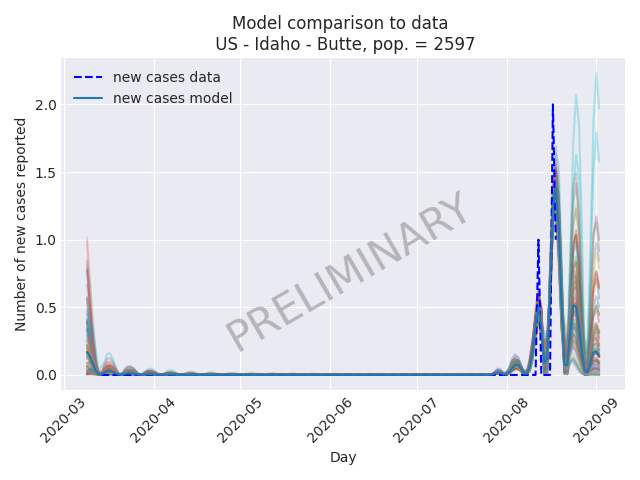 Model comparison to data
US - Idaho - Butte, pop. = 2597
new cases data
new cases model
Number of new cases reported
2.0
1.5
1.0
0.5
0.0
PRELIMINARY
2020-03
2020-04
2020-05
2020-06
2020-07
2020-08
2020-09
Day